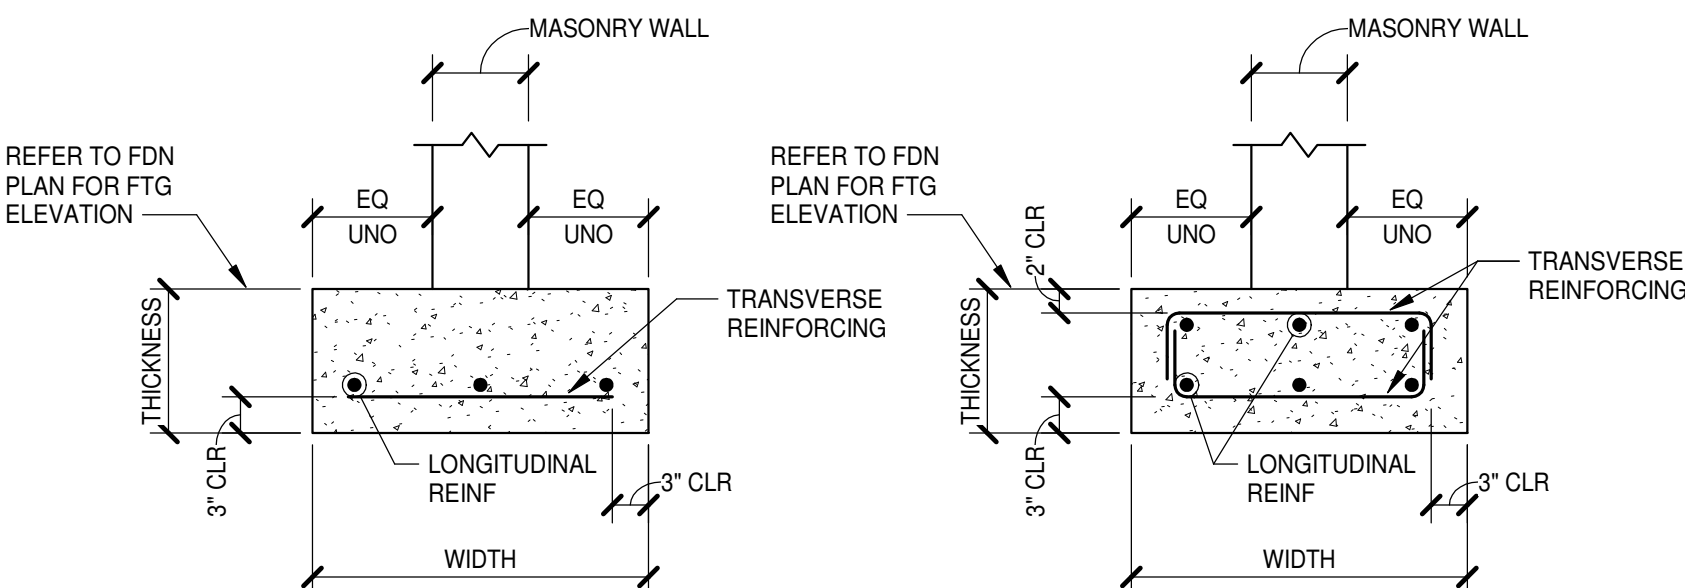 MASONRY WALL
REFER TO FDN
PLAN FOR FTG
ELEVATION
EQ
UNO
EQ
UNO
THICKNESS
TRANSVERSE
REINFORCING
3" CLR
LONGITUDINAL
REINF
3" CLR
WIDTH
MASONRY WALL
REFER TO FDN
PLAN FOR FTG
ELEVATION
EQ
UNO
EQ
UNO
2" CLR
TRANSVERSE
REINFORCING
THICKNESS
3" CLR
LONGITUDINAL
REINF
3" CLR
WIDTH